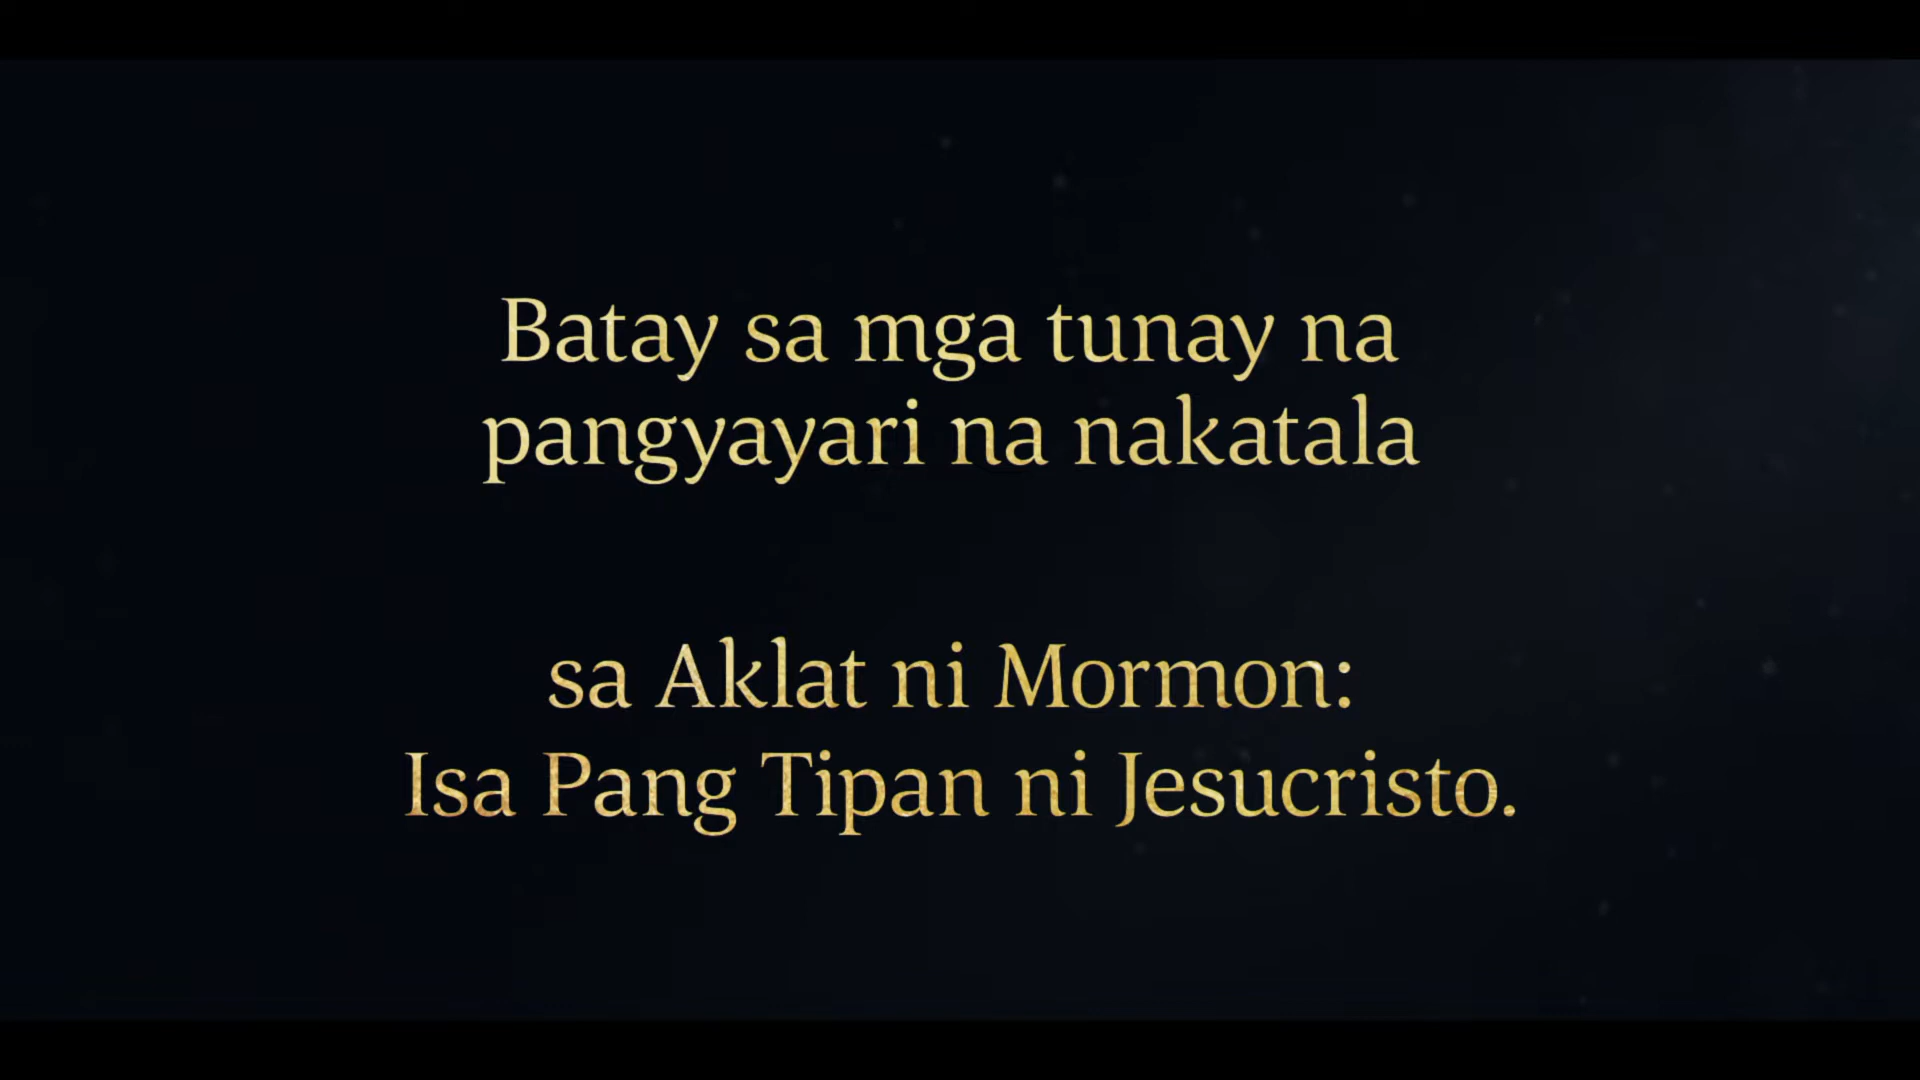 Batay sa mga tunay na
pangyayari na nakatala
sa Aklat ni Mormon:
Isa Pang Tipan ni Jesucristo.